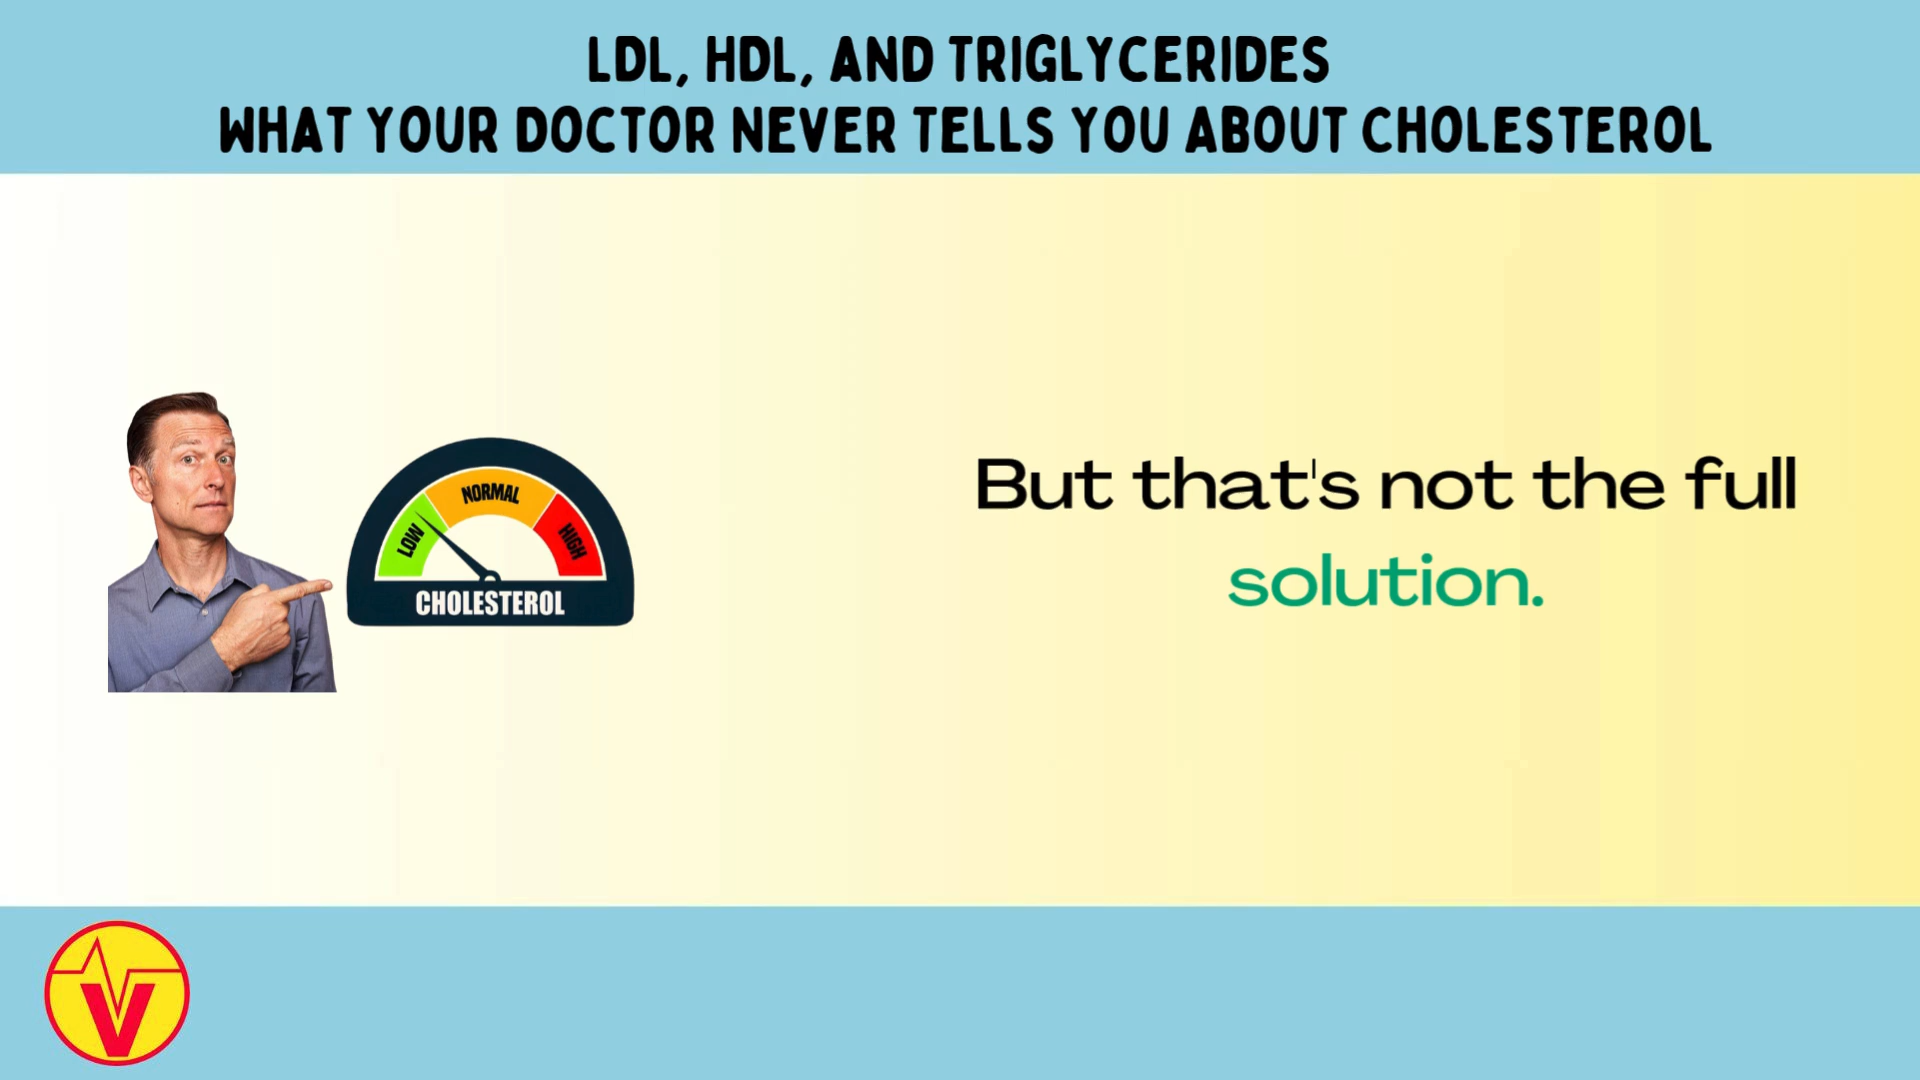 LDL, HDL, AND TRIGLYCERIDES
WHAT YOUR DOCTOR NEVER TELLS YOU ABOUT CHOLESTEROL
LOW
NORMAL
HIGH
CHOLESTEROL
But that's not the full
solution.
V